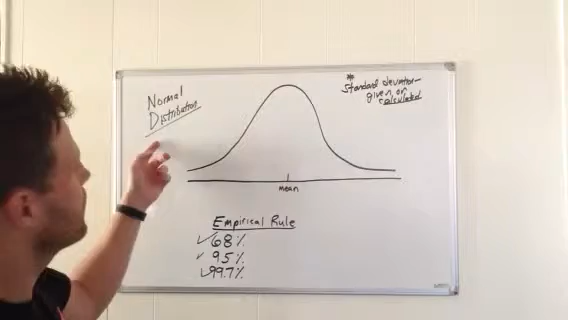 Normal
Distribution
** Standard deviation-
given or
calculated
mean
Empirical Rule
✓68%
✓95%
✓99.7%